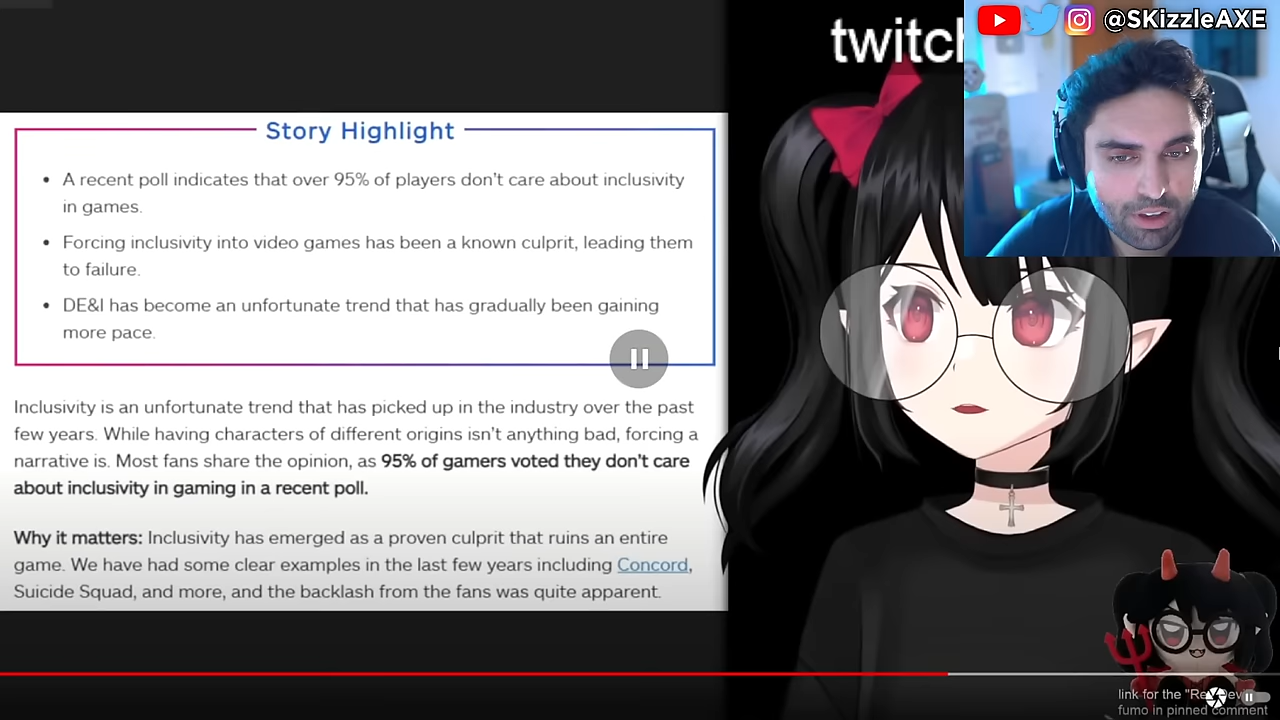 twitch
@SKizzleAXE
Story Highlight
• A recent poll indicates that over 95% of players don't care about inclusivity
in games.
• Forcing inclusivity into video games has been a known culprit, leading them
to failure.
• DE&I has become an unfortunate trend that has gradually been gaining
more pace.
Inclusivity is an unfortunate trend that has picked up in the industry over the past
few years. While having characters of different origins isn't anything bad, forcing a
narrative is. Most fans share the opinion, as 95% of gamers voted they don't care
about inclusivity in gaming in a recent poll.
Why it matters: Inclusivity has emerged as a proven culprit that ruins an entire
game. We have had some clear examples in the last few years including Concord,
Suicide Squad, and more, and the backlash from the fans was quite apparent.
link for the "Red Devil"
fumo in pinned comment